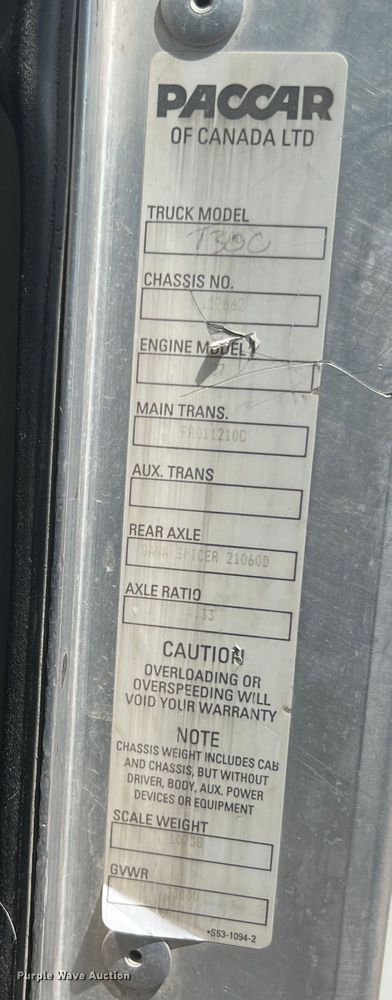 PACCAR
OF CANADA LTD
TRUCK MODEL
T300
CHASSIS NO.
ENGINE MODEL
MAIN TRANS.
FRO11210C
AUX. TRANS
REAR AXLE
DANA SPICER 21060D
AXLE RATIO
CAUTION
OVERLOADING OR
OVERSPEEDING WILL
VOID YOUR WARRANTY
NOTE
CHASSIS WEIGHT INCLUDES CAB
AND CHASSIS, BUT WITHOUT
DRIVER, BODY, AUX. POWER
DEVICES OR EQUIPMENT
SCALE WEIGHT
GVWR
•S53-1094-2
Purple Wave Auction